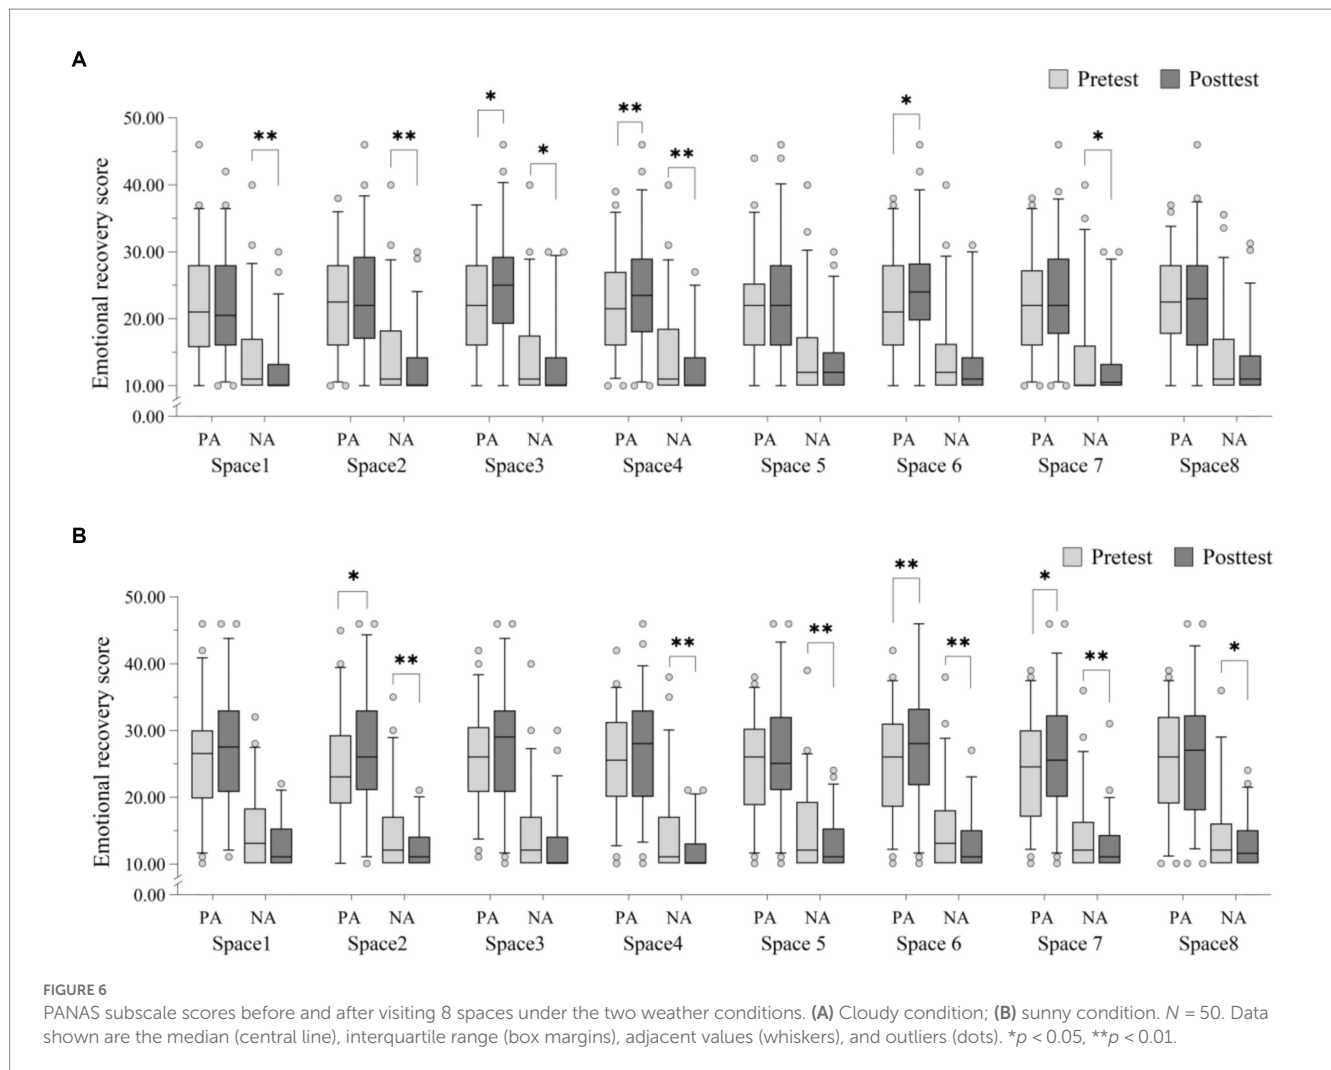 A
Pretest Posttest
** ** * * ** ** * *
Emotional recovery score
50.00
40.00
30.00
20.00
10.00
0.00
PA NA PA NA PA NA PA NA PA NA PA NA PA NA PA NA
Space1 Space2 Space3 Space4 Space 5 Space 6 Space 7 Space8
B
Pretest Posttest
* ** ** ** ** ** * ** *
Emotional recovery score
50.00
40.00
30.00
20.00
10.00
0.00
PA NA PA NA PA NA PA NA PA NA PA NA PA NA PA NA
Space1 Space2 Space3 Space4 Space 5 Space 6 Space 7 Space8
FIGURE 6
PANAS subscale scores before and after visiting 8 spaces under the two weather conditions. (A) Cloudy condition; (B) sunny condition. N = 50. Data
shown are the median (central line), interquartile range (box margins), adjacent values (whiskers), and outliers (dots). *p < 0.05, **p < 0.01.